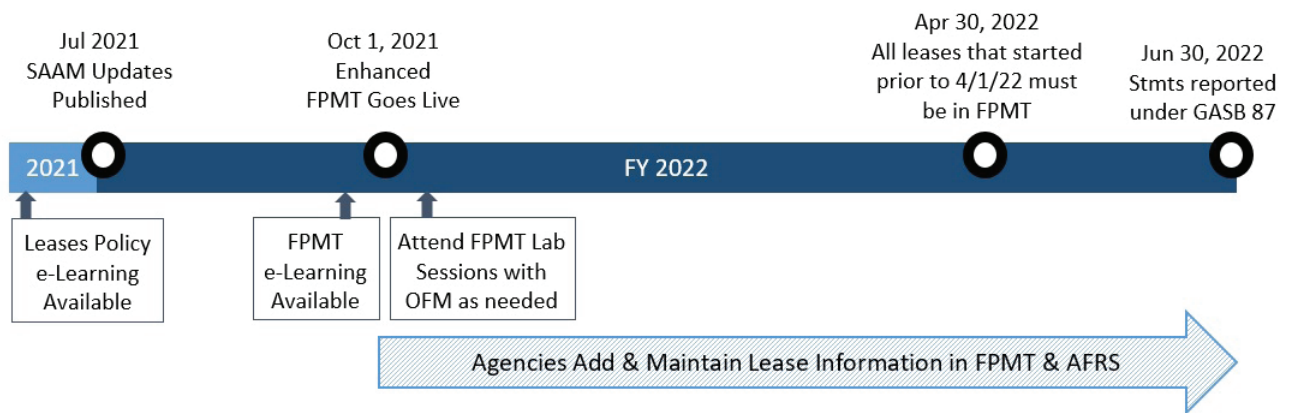 Jul 2021
SAAM Updates
Published
Oct 1, 2021
Enhanced
FPMT Goes Live
Apr 30, 2022
All leases that started
prior to 4/1/22 must
be in FPMT
Jun 30, 2022
Stmts reported
under GASB 87
2021
FY 2022
Leases Policy
e-Learning
Available
FPMT
e-Learning
Available
Attend FPMT Lab
Sessions with
OFM as needed
Agencies Add & Maintain Lease Information in FPMT & AFRS